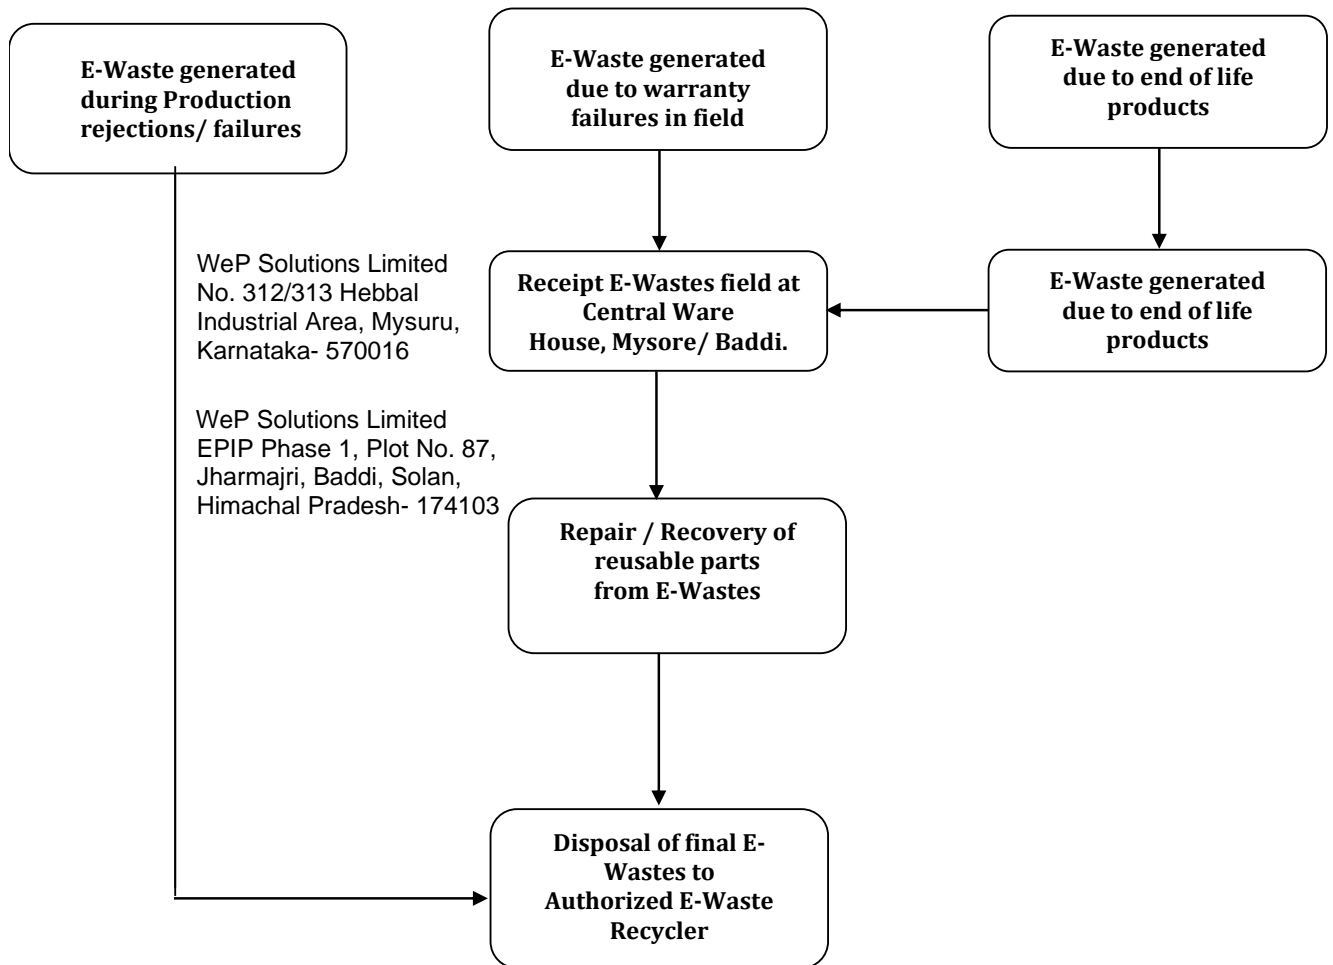 E-Waste generated
during Production
rejections/ failures
E-Waste generated
due to warranty
failures in field
E-Waste generated
due to end of life
products
WeP Solutions Limited
No. 312/313 Hebbal
Industrial Area, Mysuru,
Karnataka- 570016
WeP Solutions Limited
EPIP Phase 1, Plot No. 87,
Jharmajri, Baddi, Solan,
Himachal Pradesh- 174103
Receipt E-Wastes field at
Central Ware
House, Mysore/ Baddi.
E-Waste generated
due to end of life
products
Repair / Recovery of
reusable parts
from E-Wastes
Disposal of final E-
Wastes to
Authorized E-Waste
Recycler